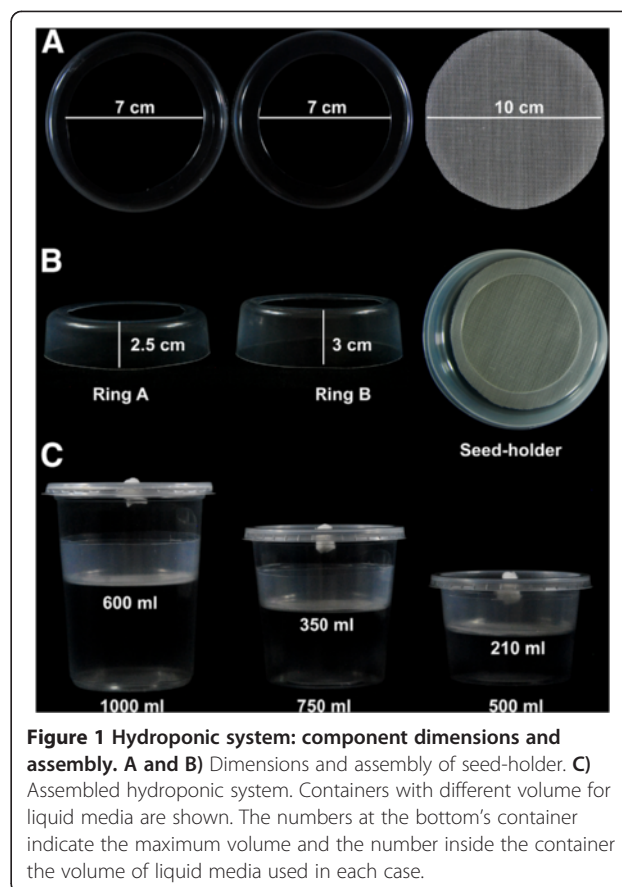 A
7 cm 7 cm 10 cm
B
2.5 cm 3 cm
Ring A Ring B
Seed-holder
C
600 ml
350 ml
210 ml
1000 ml 750 ml 500 ml
Figure 1 Hydroponic system: component dimensions and
assembly. A and B) Dimensions and assembly of seed-holder. C)
Assembled hydroponic system. Containers with different volume for
liquid media are shown. The numbers at the bottom's container
indicate the maximum volume and the number inside the container
the volume of liquid media used in each case.